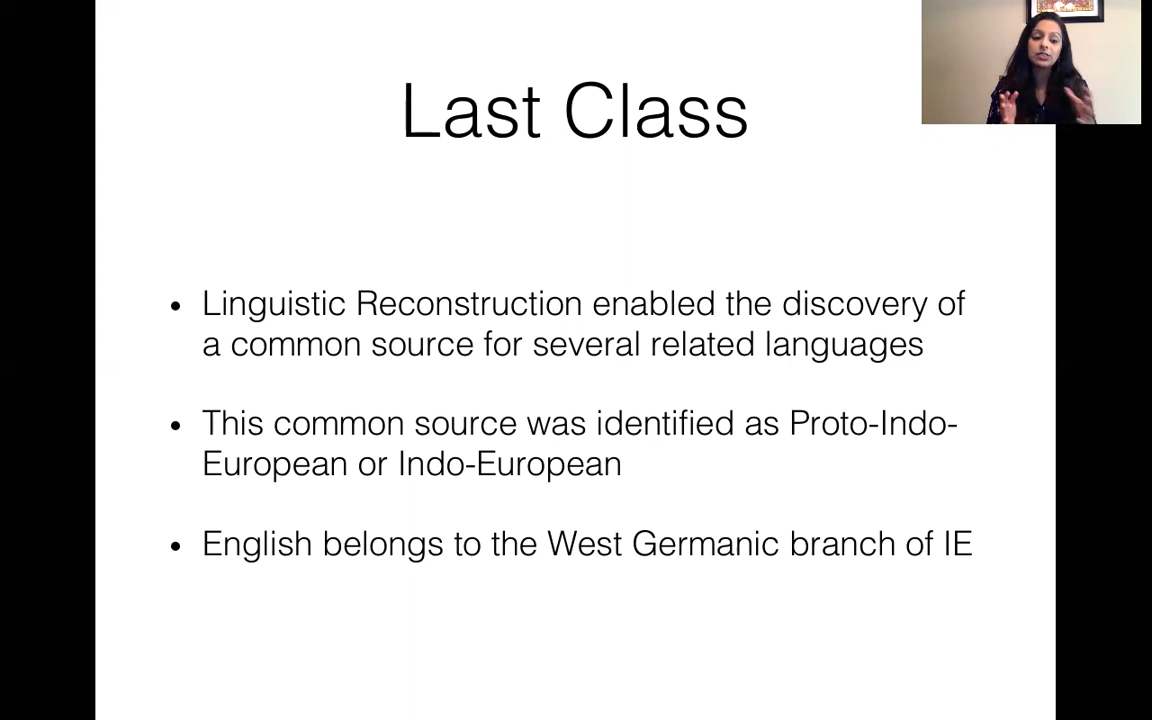 Last Class
• Linguistic Reconstruction enabled the discovery of
a common source for several related languages
• This common source was identified as Proto-Indo-
European or Indo-European
• English belongs to the West Germanic branch of IE